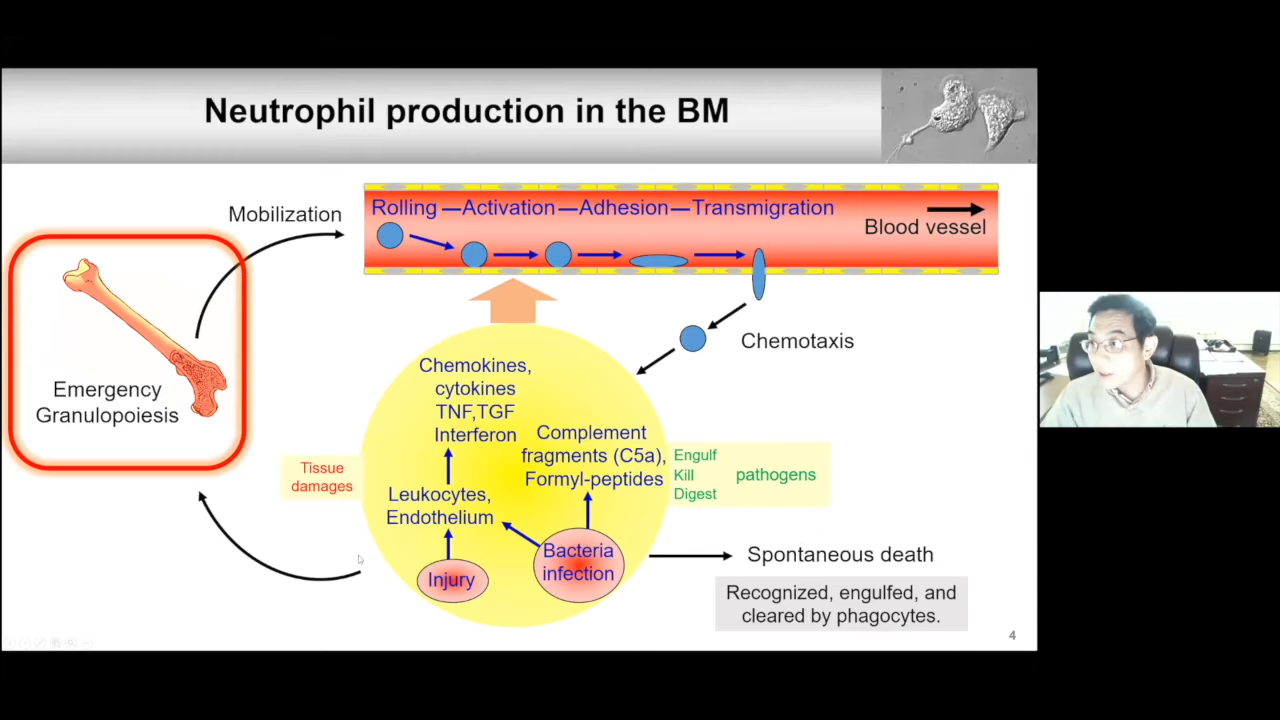 Neutrophil production in the BM
Mobilization
Rolling —Activation—Adhesion—Transmigration
Blood vessel
Chemotaxis
Emergency
Granulopoiesis
Chemokines,
cytokines
TNF,TGF
Interferon
Complement
fragments (C5a),
Formyl-peptides
Tissue
damages
Engulf
Kill
Digest
pathogens
Leukocytes,
Endothelium
Injury
Bacteria
infection
Spontaneous death
Recognized, engulfed, and
cleared by phagocytes.
4